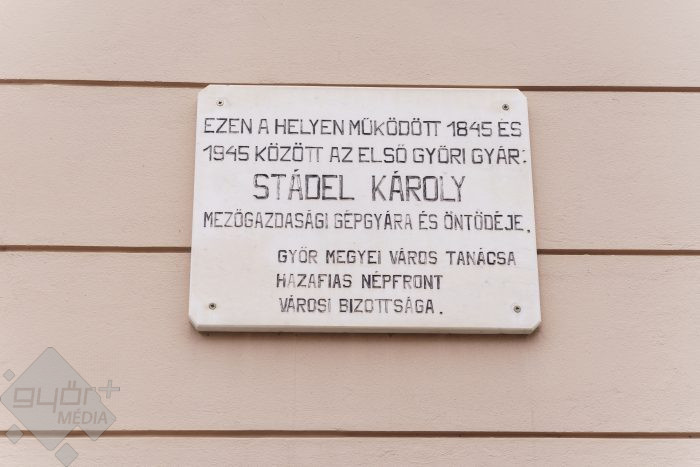 EZEN A HELYEN MŰKÖDÖTT 1845 ÉS
1945 KÖZÖTT AZ ELSŐ GYŐRI GYÁR:
STÁDEL KÁROLY
MEZŐGAZDASÁGI GÉPGYÁRA ÉS ÖNTÖDÉJE.
GYŐR MEGYEI VÁROS TANÁCSA
HAZAFIAS NÉPFRONT
VÁROSI BIZOTTSÁGA.
győr+
MÉDIA